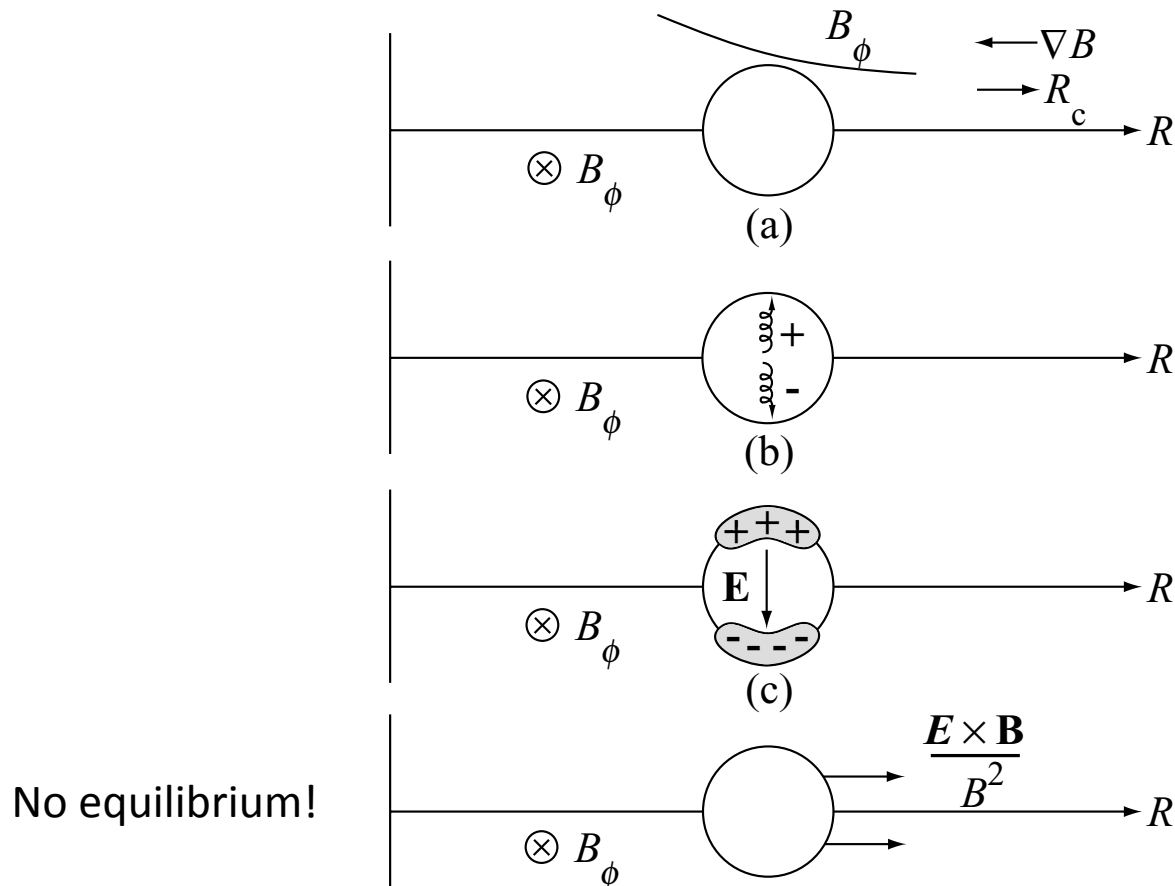 B_ϕ
∇B
R_c
R
⊗ B_ϕ
(a)
+
R
-
⊗ B_ϕ
(b)
+ + +
E
R
⊗ B_ϕ
- - - -
(c)
E × B
B²
No equilibrium!
R
⊗ B_ϕ